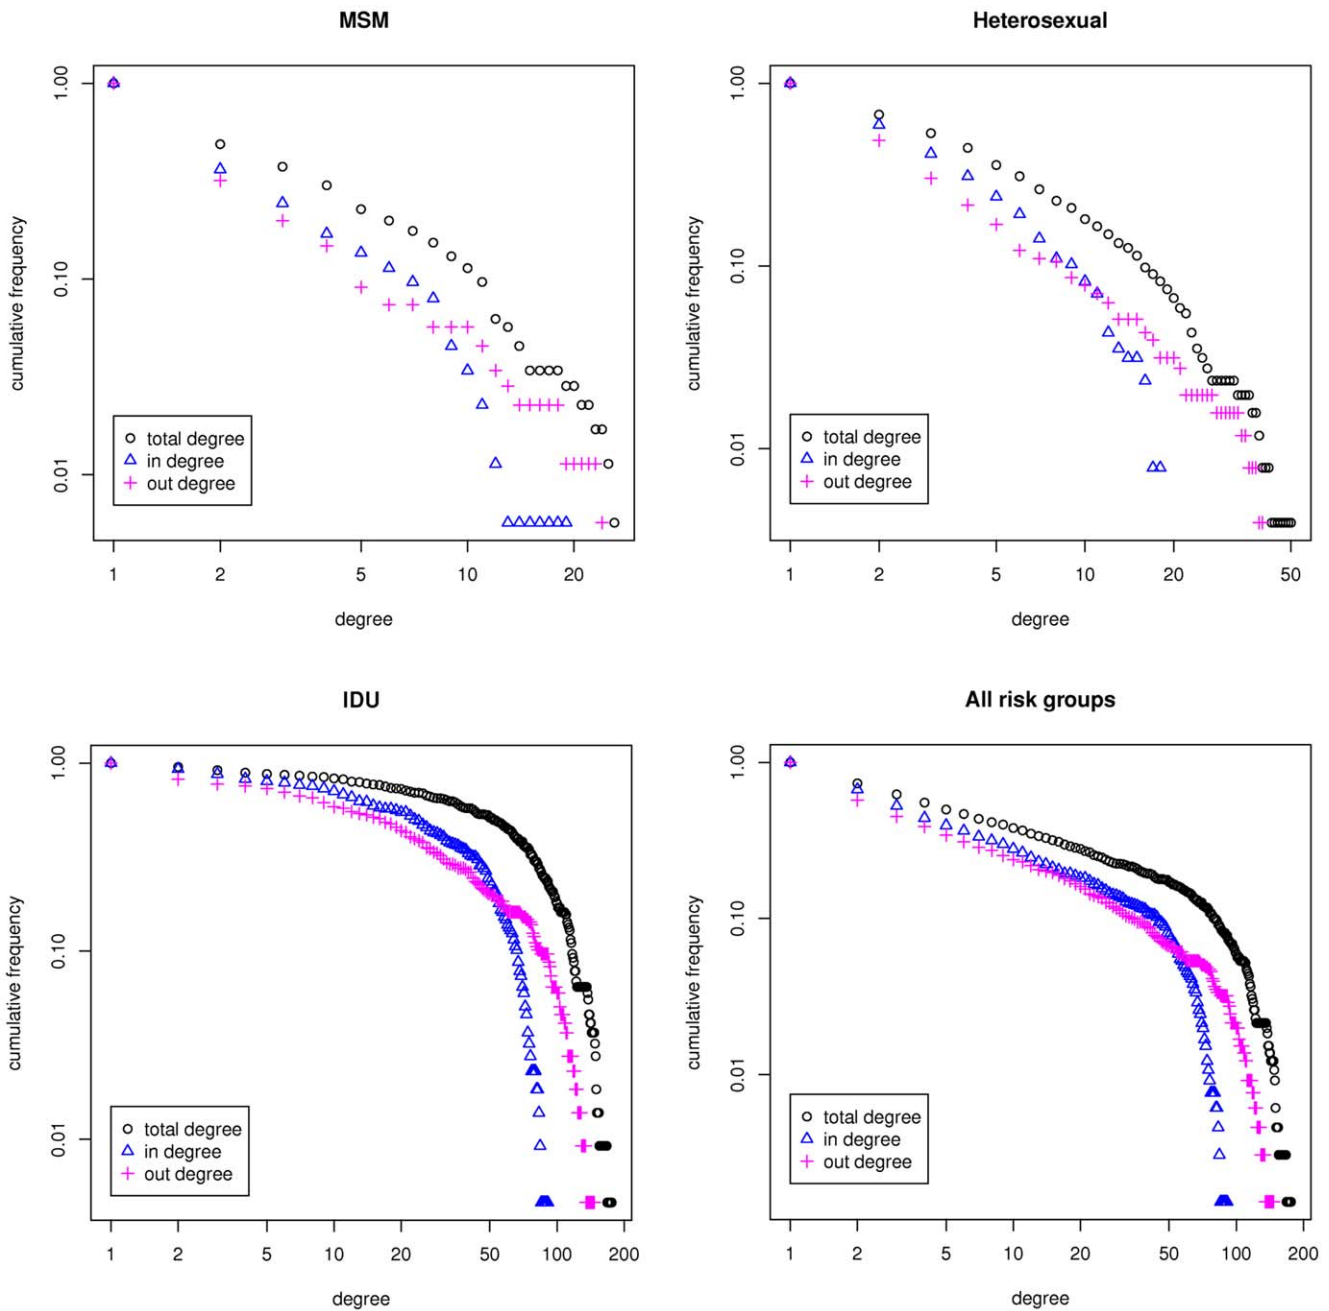 MSM
cumulative frequency
1.00
0.10
0.01
total degree
in degree
out degree
1 2 5 10 20
degree
Heterosexual
cumulative frequency
1.00
0.10
0.01
total degree
in degree
out degree
1 2 5 10 20 50
degree
IDU
cumulative frequency
1.00
0.10
0.01
total degree
in degree
out degree
1 2 5 10 20 50 100 200
degree
All risk groups
cumulative frequency
1.00
0.10
0.01
total degree
in degree
out degree
1 2 5 10 20 50 100 200
degree